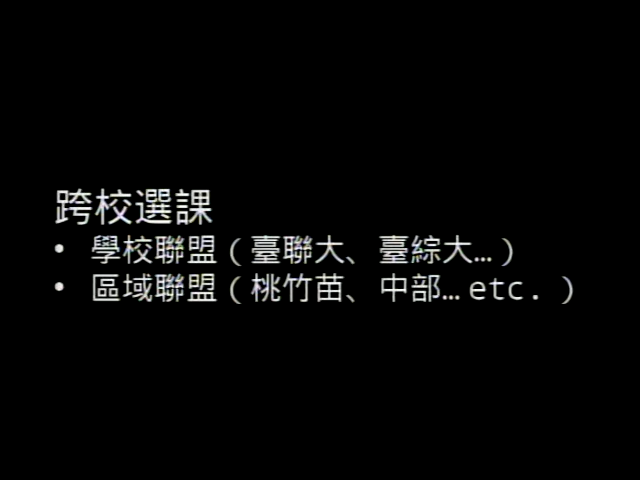 跨校選課
• 學校聯盟（臺聯大、臺綜大…）
• 區域聯盟（桃竹苗、中部…etc.）